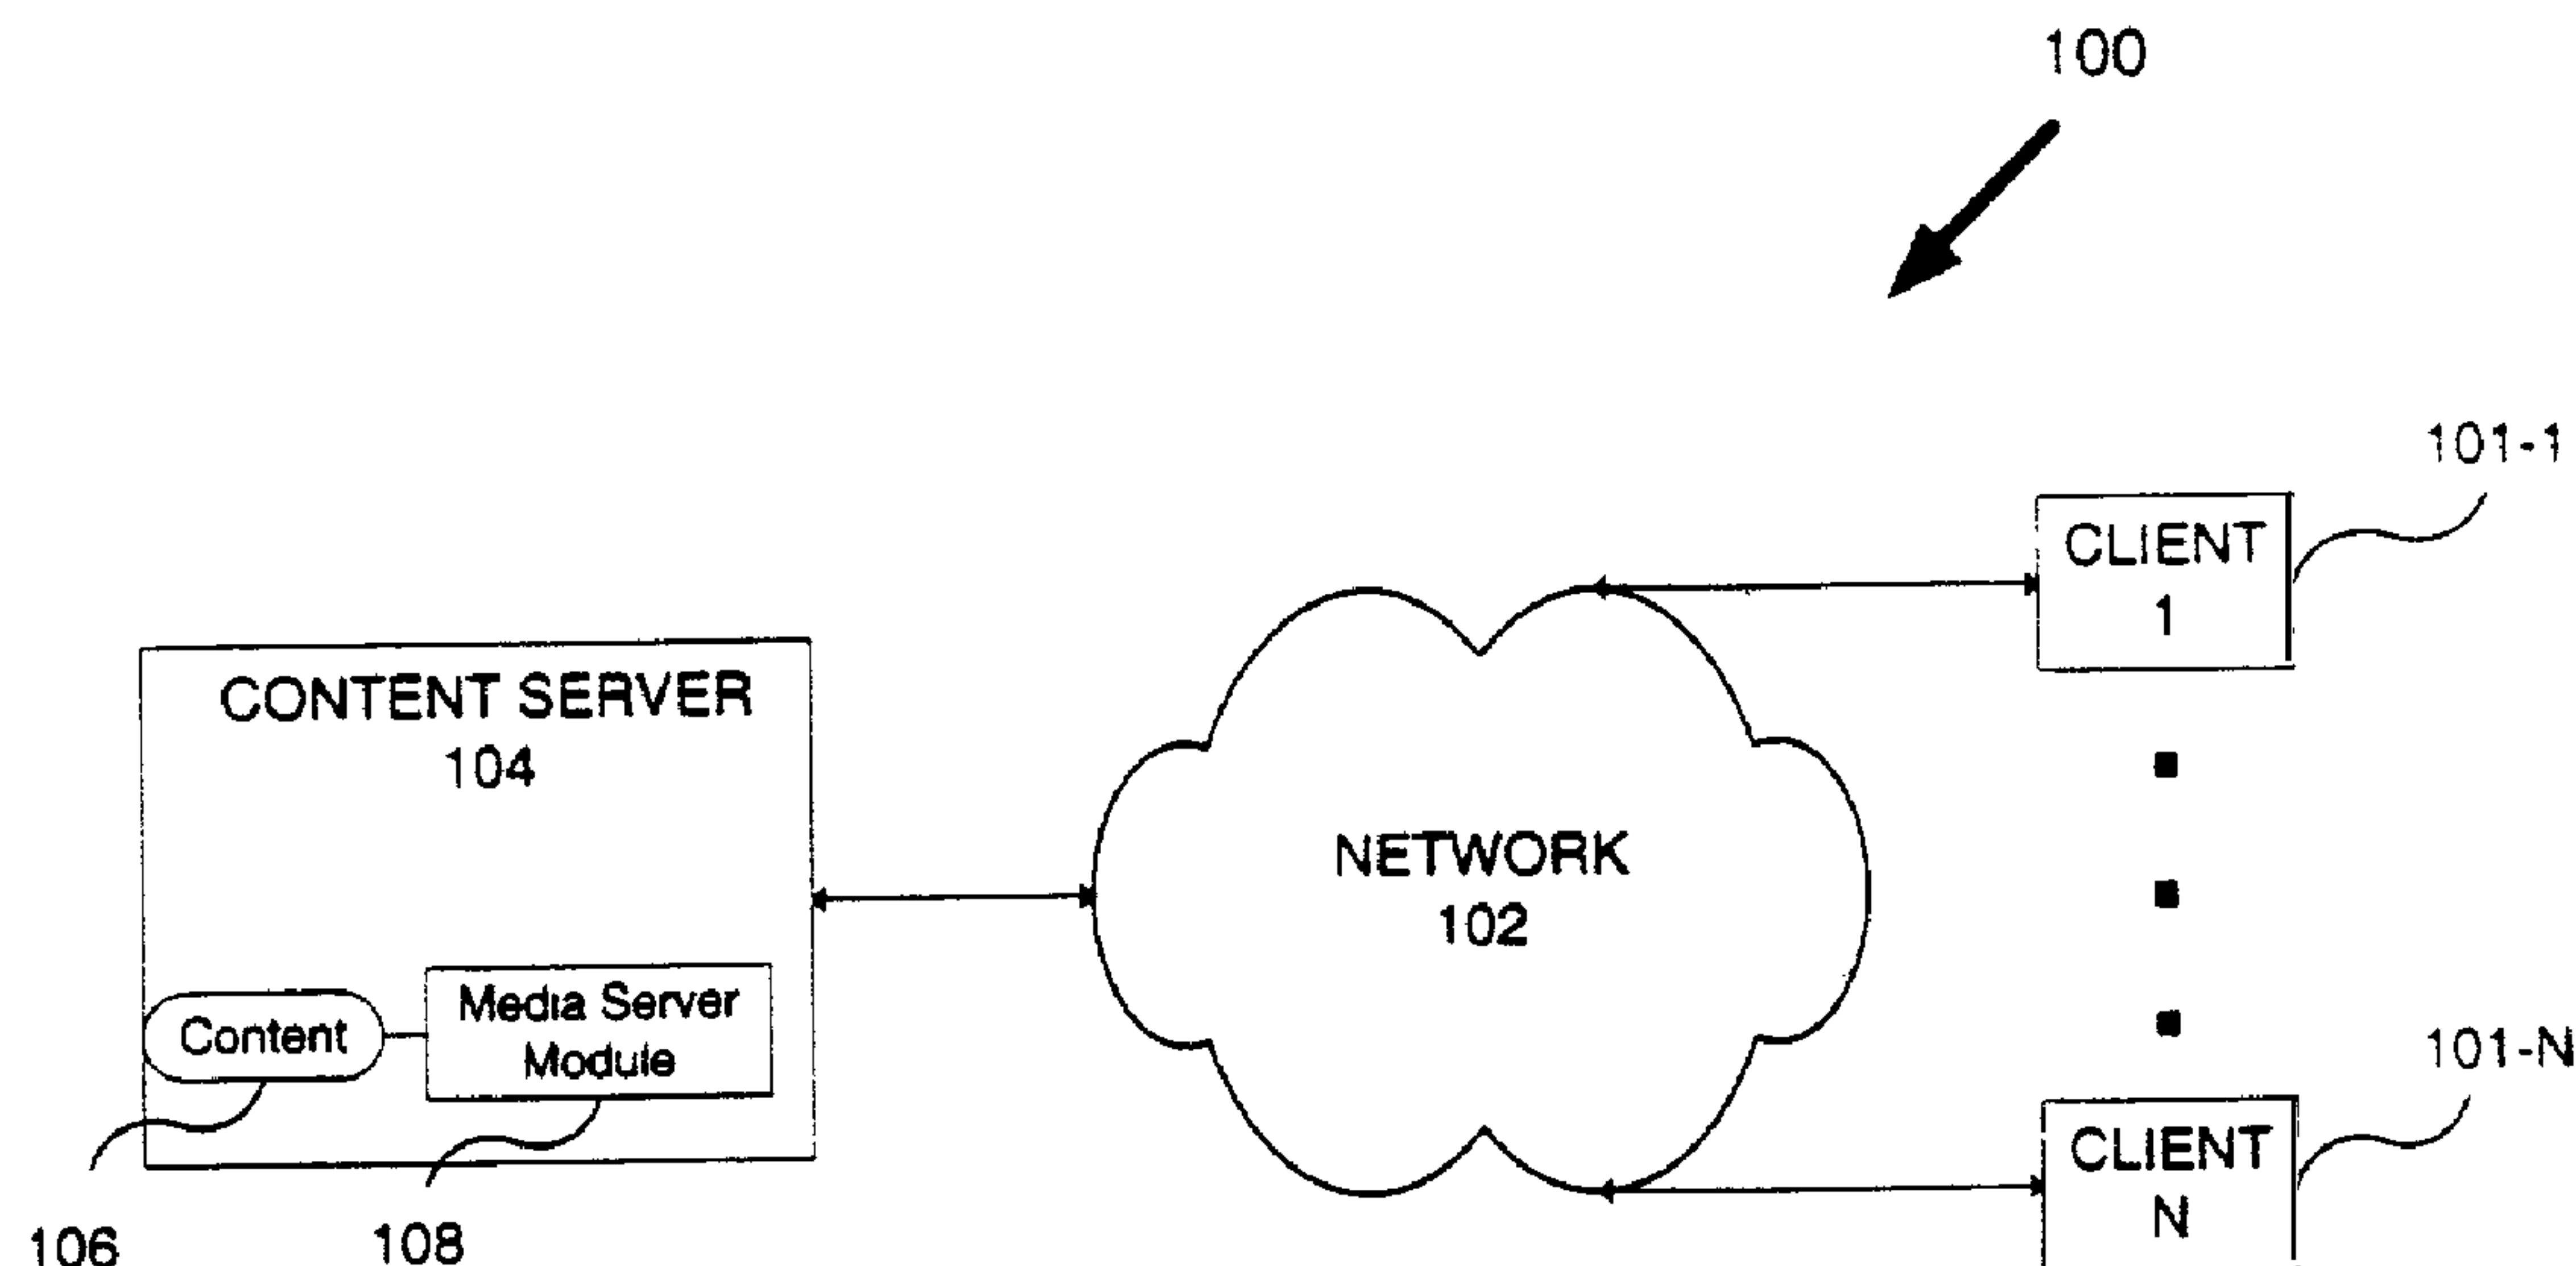 100
101-1
CLIENT
1
CONTENT SERVER
104
NETWORK
102
Content
Media Server
Module
101-N
CLIENT
N
106
108